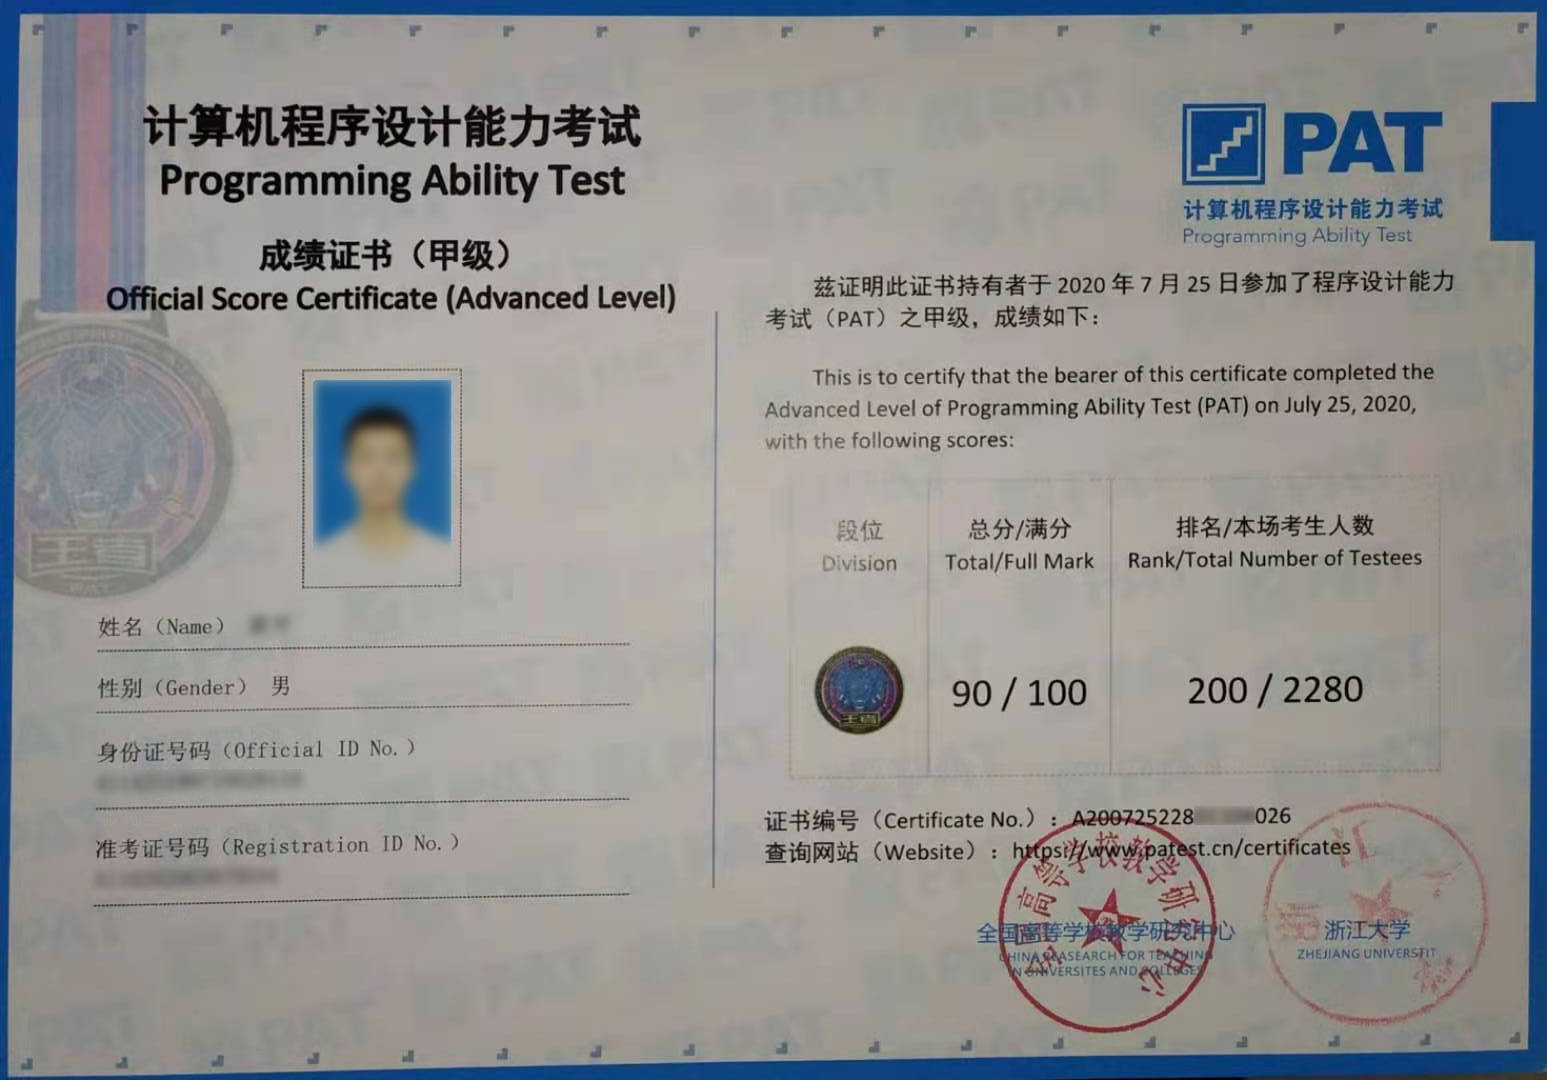 计算机程序设计能力考试
Programming Ability Test
成绩证书（甲级）
Official Score Certificate (Advanced Level)
王者
PAT
姓名（Name）
性别（Gender） 男
身份证号码（Official ID No.）
准考证号码（Registration ID No.）
PAT
计算机程序设计能力考试
Programming Ability Test
兹证明此证书持有者于 2020 年 7 月 25 日参加了程序设计能力
考试（PAT）之甲级，成绩如下：
This is to certify that the bearer of this certificate completed the
Advanced Level of Programming Ability Test (PAT) on July 25, 2020,
with the following scores:
段位 总分/满分 排名/本场考生人数
Division Total/Full Mark Rank/Total Number of Testees
王者 90 / 100 200 / 2280
证书编号（Certificate No.）：A200725228 026
查询网站（Website）：https://www.patest.cn/certificates
全国高等学校教学研究中心
CHINA REASEARCH FOR TEACHING
IN UNIVERSITES AND COLLEGES
浙江大学
ZHEJIANG UNIVERSTIT